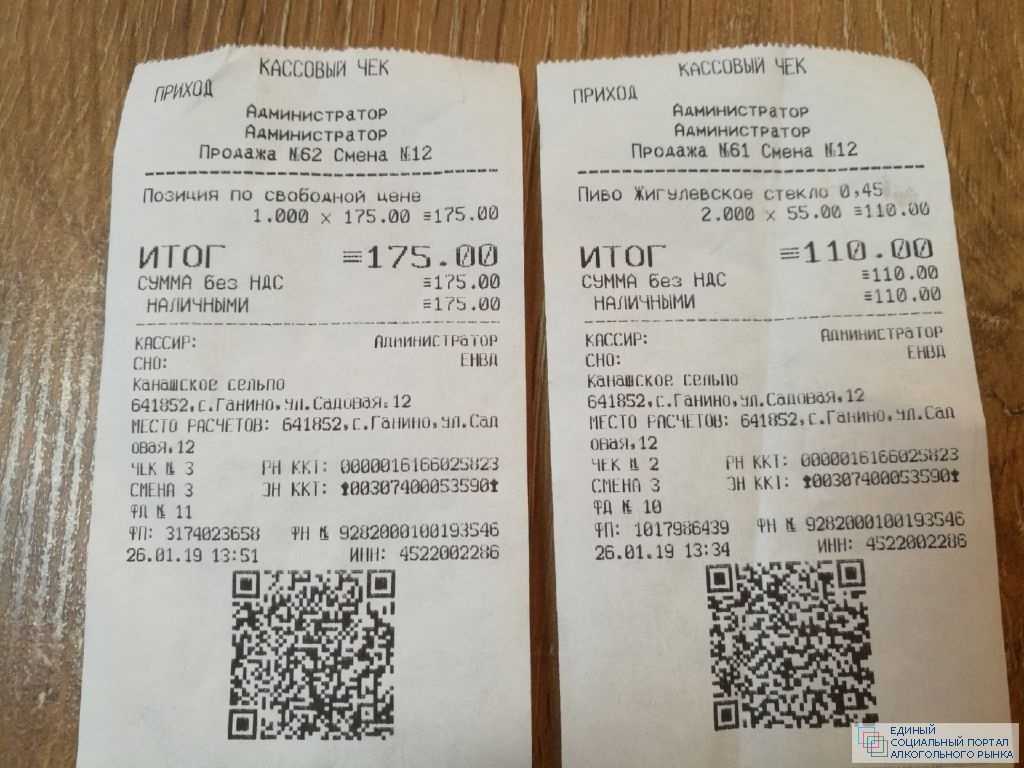 КАССОВЫЙ ЧЕК
ПРИХОД
Администратор
Администратор
Продажа №62 Смена №12
Позиция по свободной цене
1.000 × 175.00 ≡175.00
ИТОГ ≡175.00
СУММА без НДС ≡175.00
НАЛИЧНЫМИ ≡175.00
КАССИР: Администратор
СНО: ЕНВД
Канашское сельпо
641852,с.Ганино,ул.Садовая,12
МЕСТО РАСЧЕТОВ: 641852,с.Ганино,ул.Сад
овая,12
ЧЕК № 3 РН ККТ: 0000016166025823
СМЕНА 3 ЗН ККТ: 00307400053590
ФД № 11
ФП: 3174023658 ФН № 9282000100193546
26.01.19 13:51 ИНН: 4522002286
КАССОВЫЙ ЧЕК
ПРИХОД
Администратор
Администратор
Продажа №61 Смена №12
Пиво Жигулевское стекло 0,45
2.000 × 55.00 ≡110.00
ИТОГ ≡110.00
СУММА без НДС ≡110.00
НАЛИЧНЫМИ ≡110.00
КАССИР: Администратор
СНО: ЕНВД
Канашское сельпо
641852,с.Ганино,ул.Садовая,12
МЕСТО РАСЧЕТОВ: 641852,с.Ганино,ул.Сад
овая,12
ЧЕК № 2 РН ККТ: 0000016166025823
СМЕНА 3 ЗН ККТ: 00307400053590
ФД № 10
ФП: 1017986439 ФН № 9282000100193546
26.01.19 13:34 ИНН: 4522002286
ЕДИНЫЙ
СОЦИАЛЬНЫЙ ПОРТАЛ
АЛКОГОЛЬНОГО РЫНКА